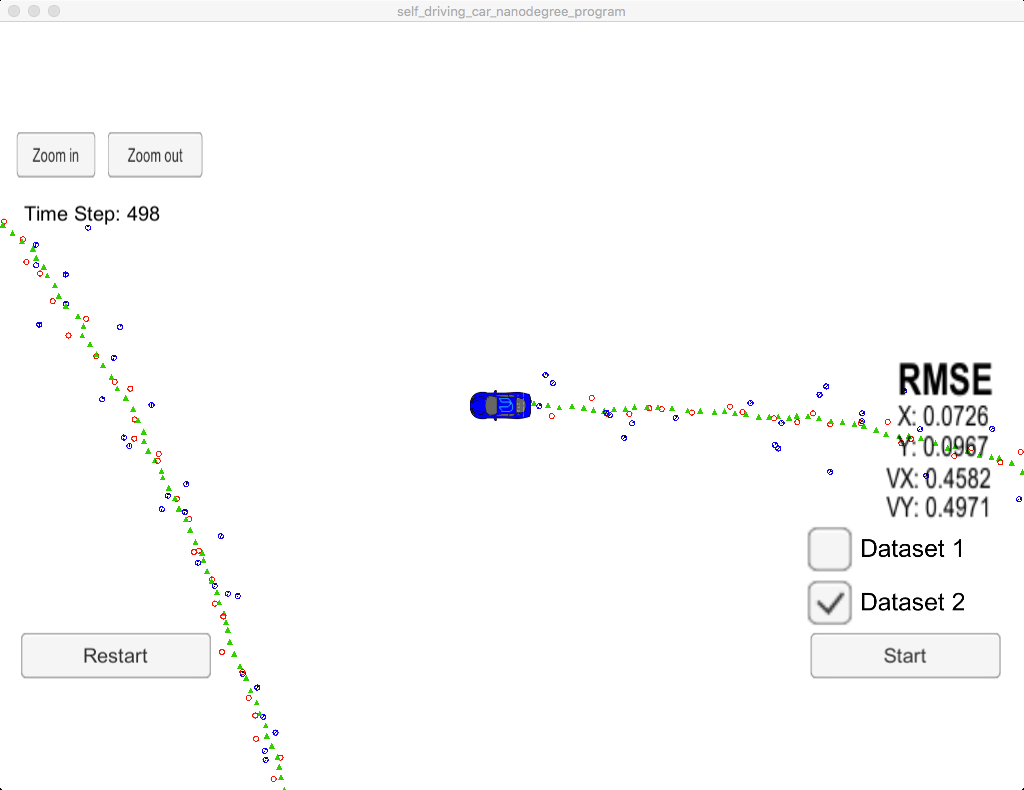 self_driving_car_nanodegree_program
Zoom in Zoom out
Time Step: 498
RMSE
X: 0.0726
Y: 0.0967
VX: 0.4582
VY: 0.4971
Dataset 1
Dataset 2
Restart Start